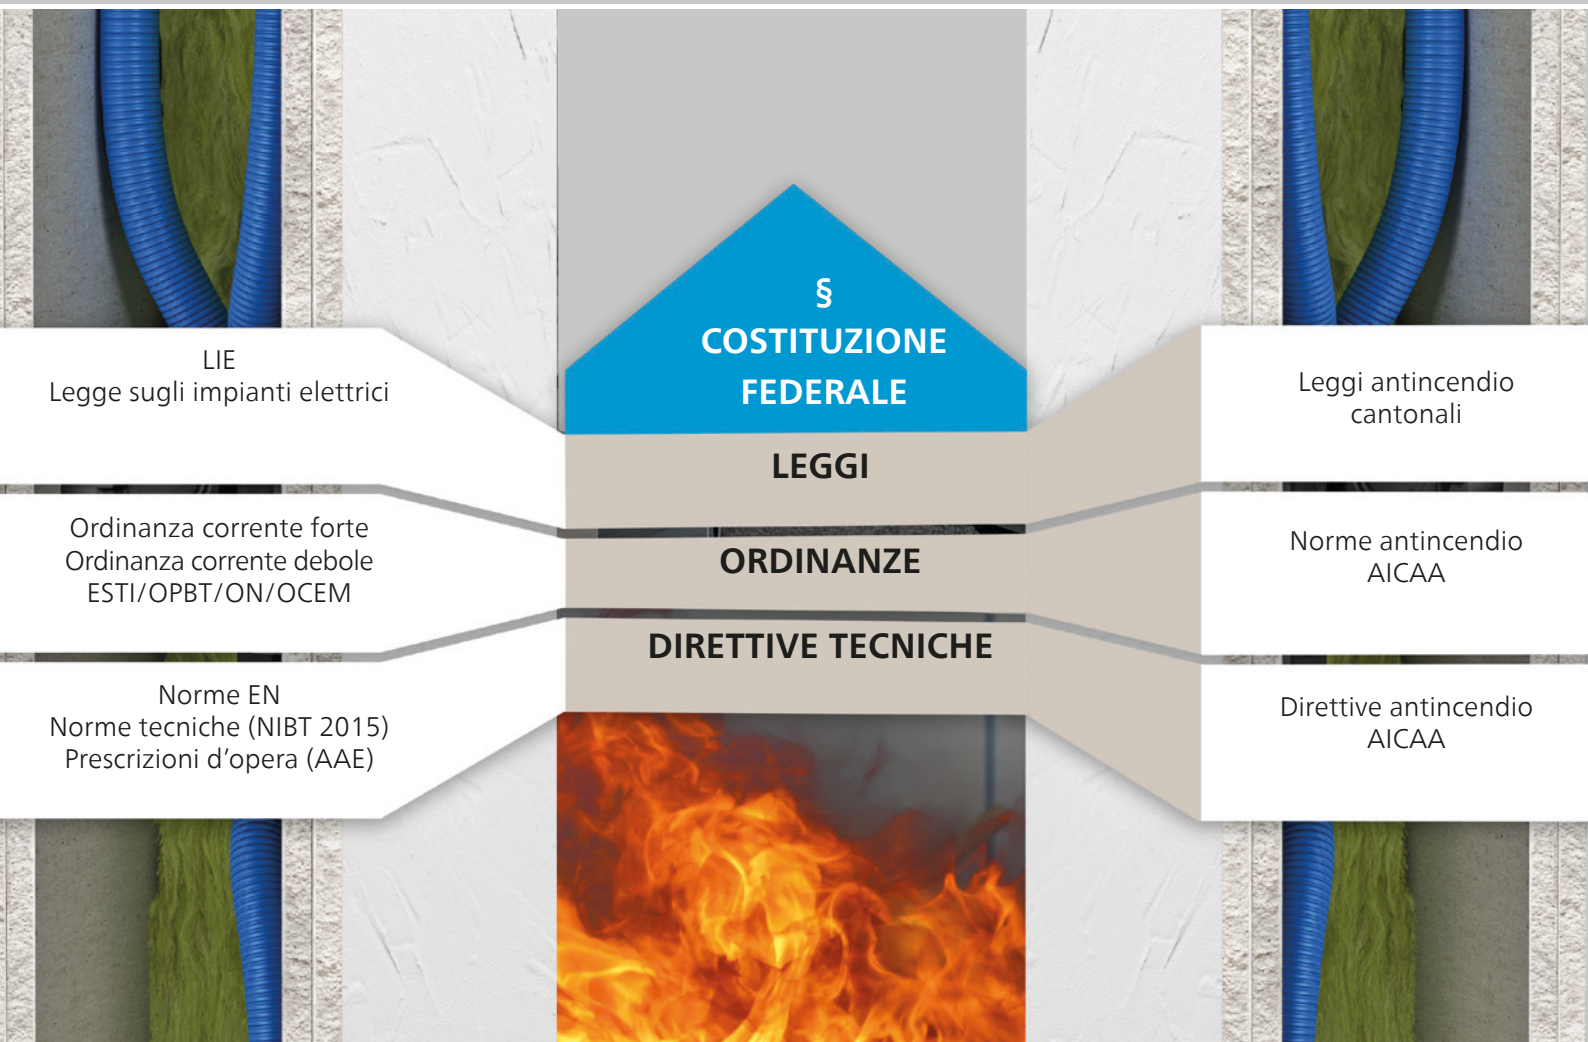 §
COSTITUZIONE
FEDERALE
LIE
Legge sugli impianti elettrici
LEGGI
Leggi antincendio
cantonali
Ordinanza corrente forte
Ordinanza corrente debole
ESTI/OPBT/ON/OCEM
ORDINANZE
Norme antincendio
AICAA
Norme EN
Norme tecniche (NIBT 2015)
Prescrizioni d’opera (AAE)
DIRETTIVE TECNICHE
Direttive antincendio
AICAA